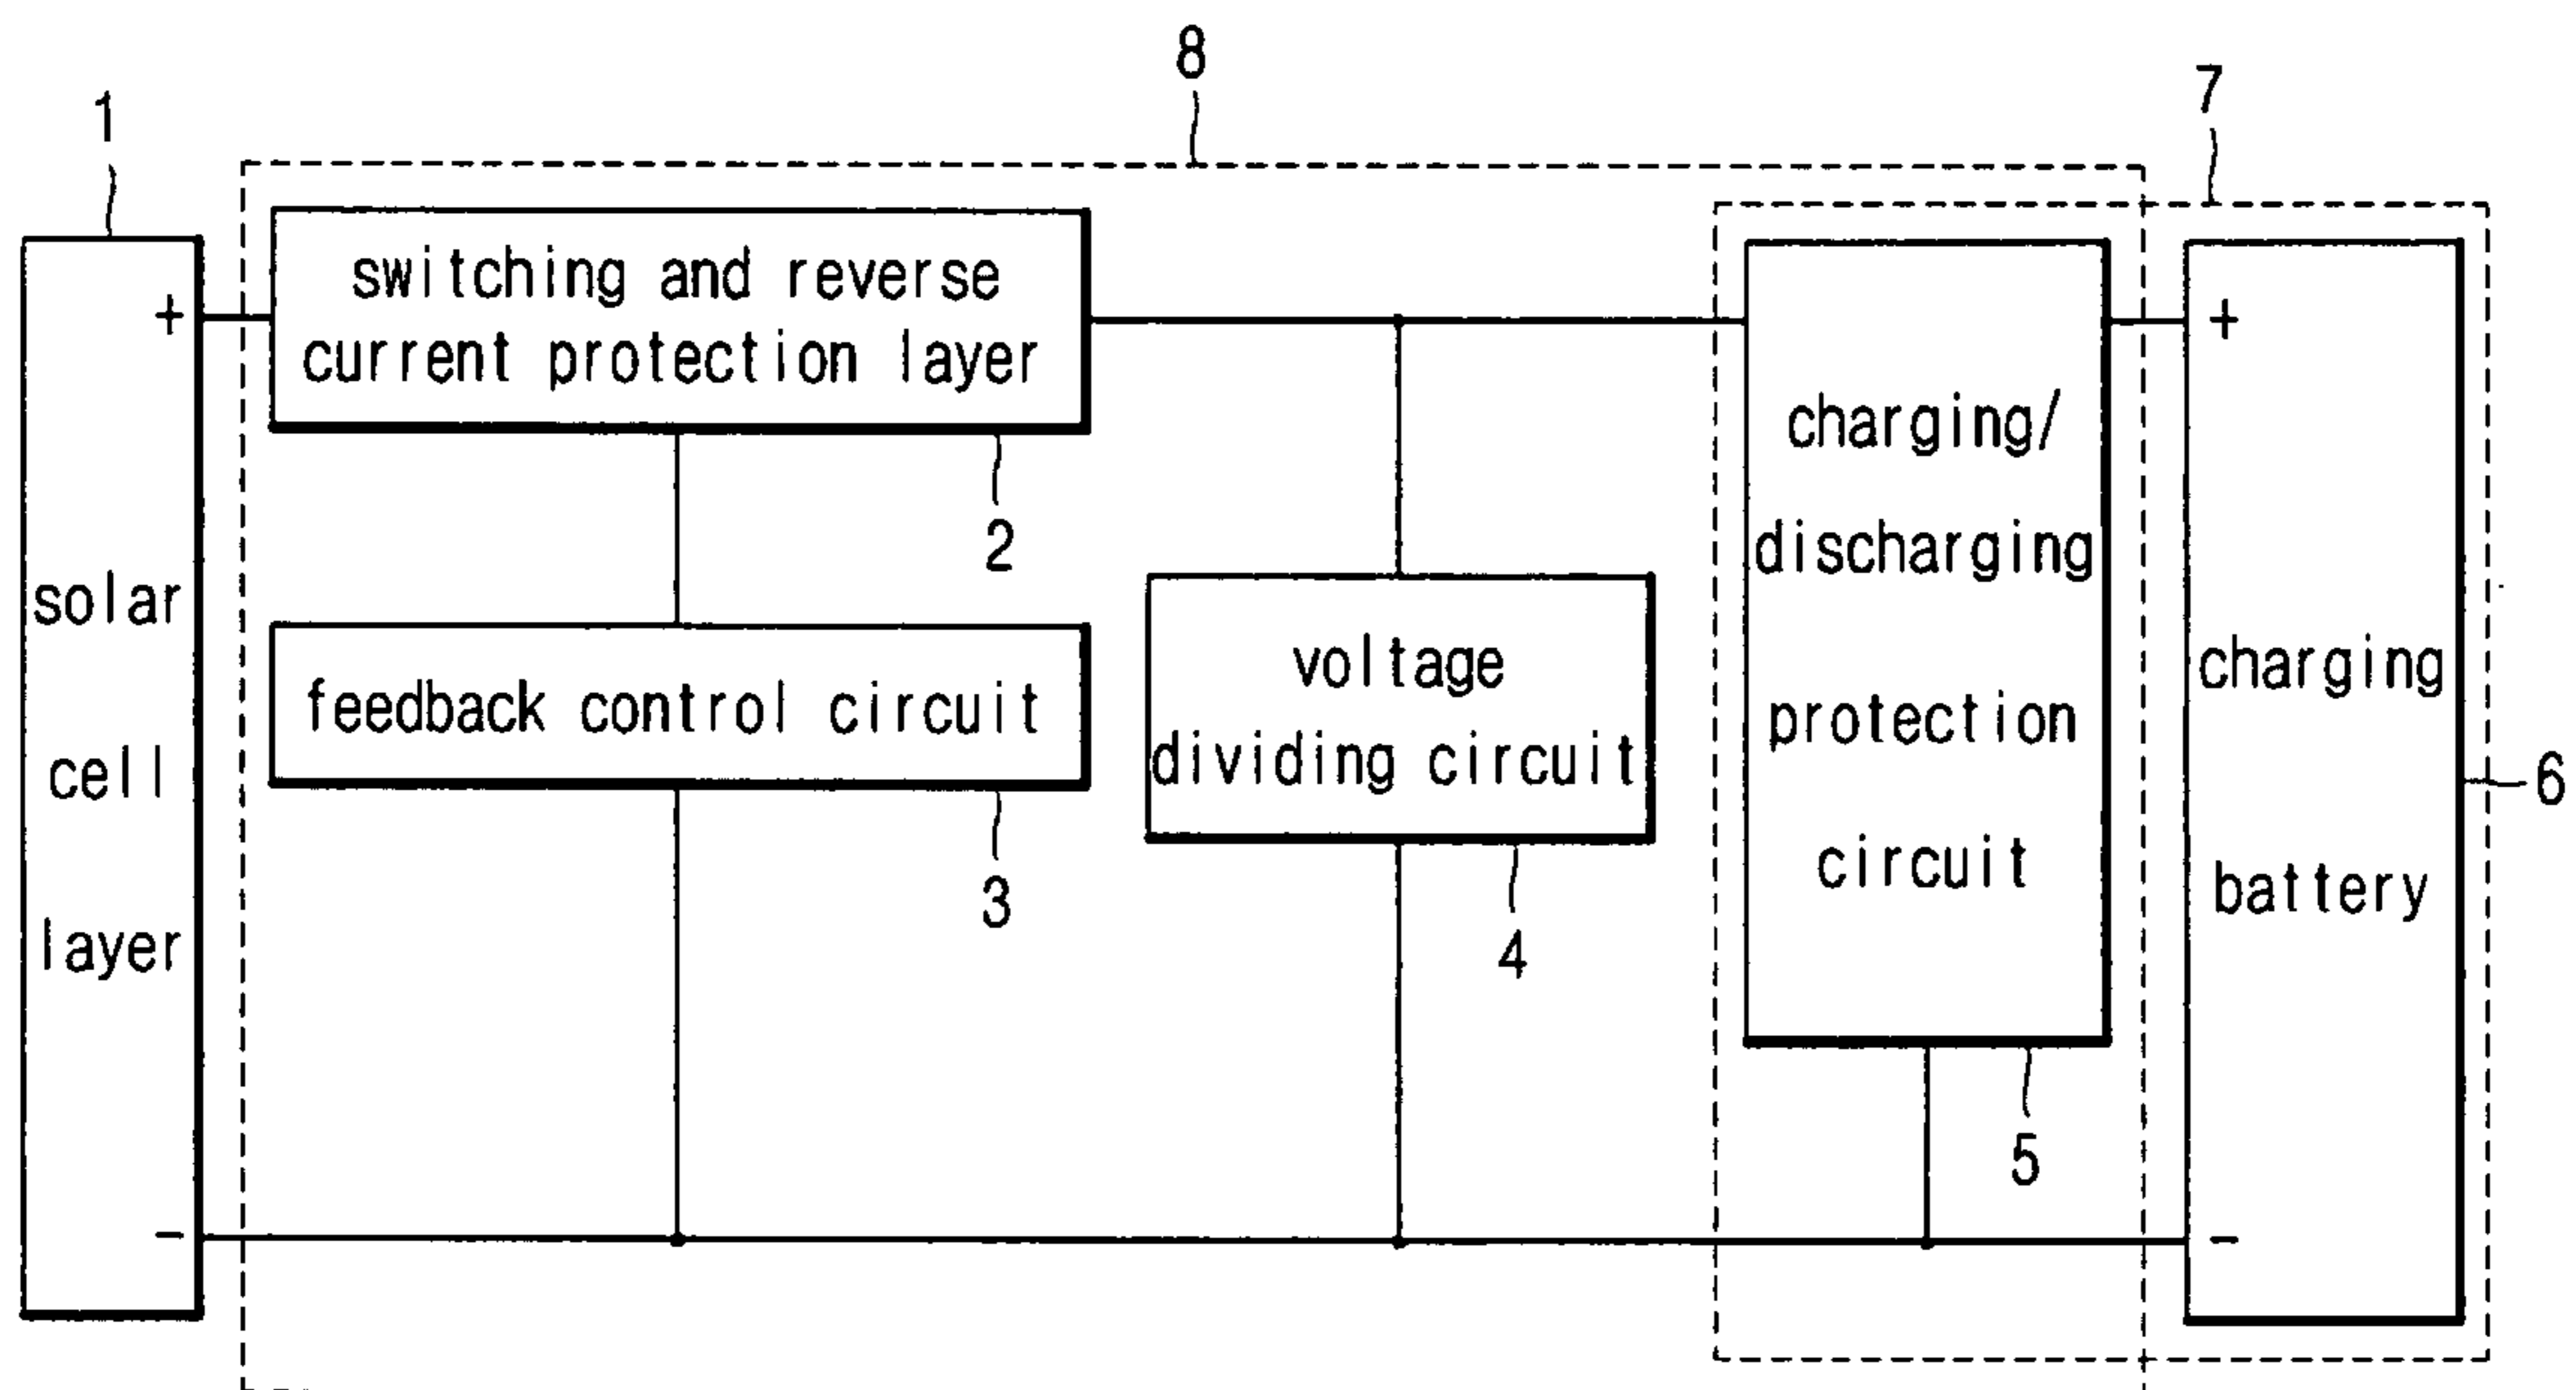 8
7
1
+
switching and reverse
current protection layer
2
solar
cell
layer
-
feedback control circuit
3
voltage
dividing circuit
4
charging/
discharging
protection
circuit
5
+
charging
battery
-
6